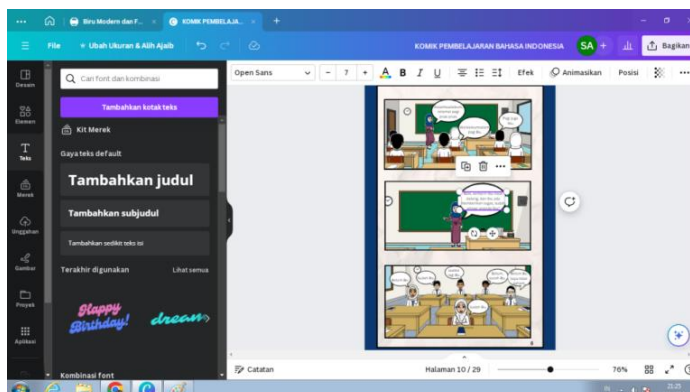 Biru Modern dan F...
KOMIK PEMBELAJA...
File
Ubah Ukuran & Alih Ajaib
KOMIK PEMBELAJARAN BAHASA INDONESIA
SA
Bagikan
Desain
Elemen
Teks
Merek
Unggahan
Gambar
Proyek
Aplikasi
Cari font dan kombinasi
Tambahkan kotak teks
Kit Merek
Gaya teks default
Tambahkan judul
Tambahkan subjudul
Tambahkan sedikit teks isi
Terakhir digunakan
Lihat semua
Happy
Birthday!
dream
Kombinasi font
Open Sans
- 7 +
A B I U
Efek
Animasikan
Posisi
Catatan
Halaman 10 / 29
76%
IN
21:25